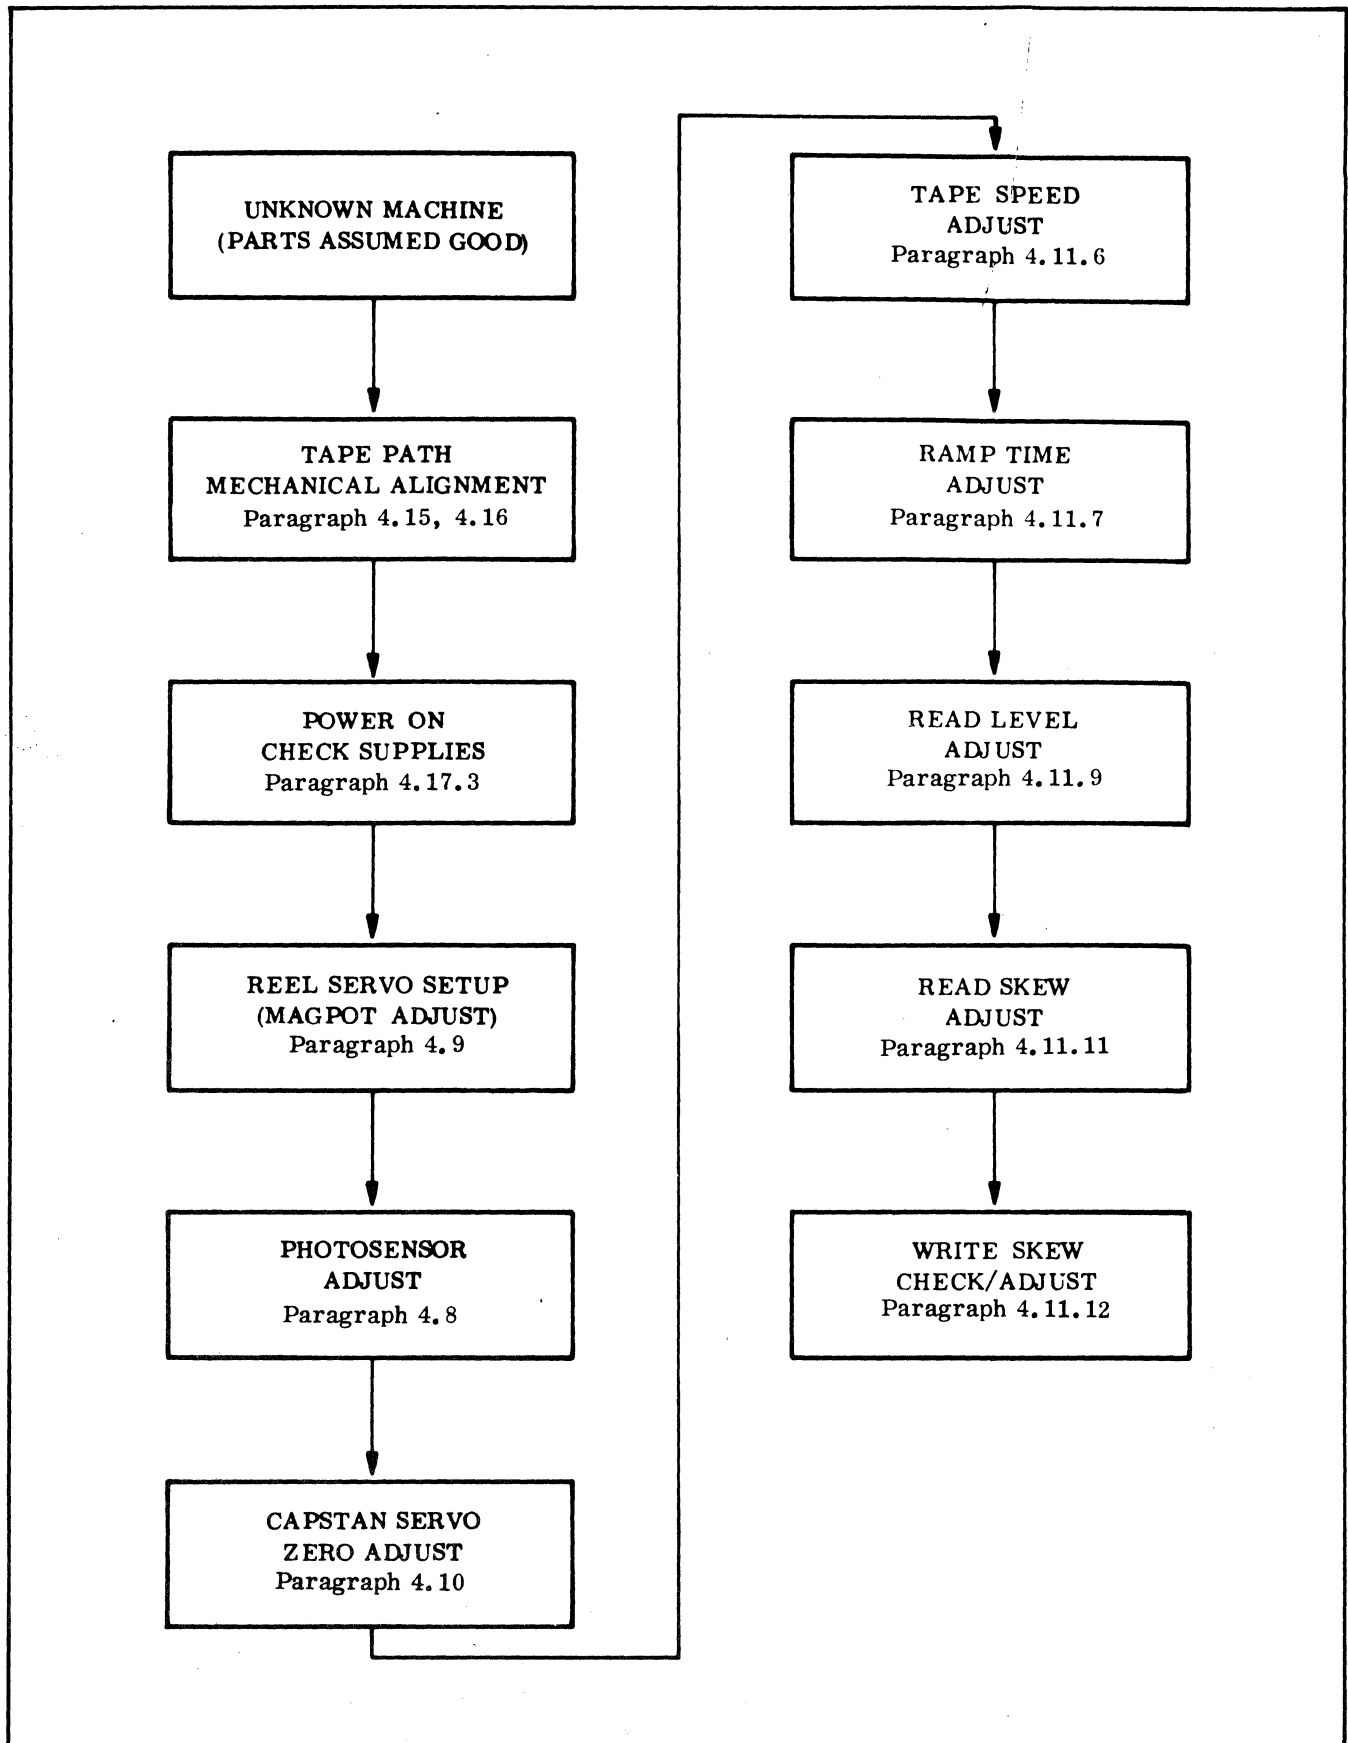 UNKNOWN MACHINE
(PARTS ASSUMED GOOD)
TAPE PATH
MECHANICAL ALIGNMENT
Paragraph 4.15, 4.16
POWER ON
CHECK SUPPLIES
Paragraph 4.17.3
REEL SERVO SETUP
(MAGPOT ADJUST)
Paragraph 4.9
PHOTOSENSOR
ADJUST
Paragraph 4.8
CAPSTAN SERVO
ZERO ADJUST
Paragraph 4.10
TAPE SPEED
ADJUST
Paragraph 4.11.6
RAMP TIME
ADJUST
Paragraph 4.11.7
READ LEVEL
ADJUST
Paragraph 4.11.9
READ SKEW
ADJUST
Paragraph 4.11.11
WRITE SKEW
CHECK/ADJUST
Paragraph 4.11.12